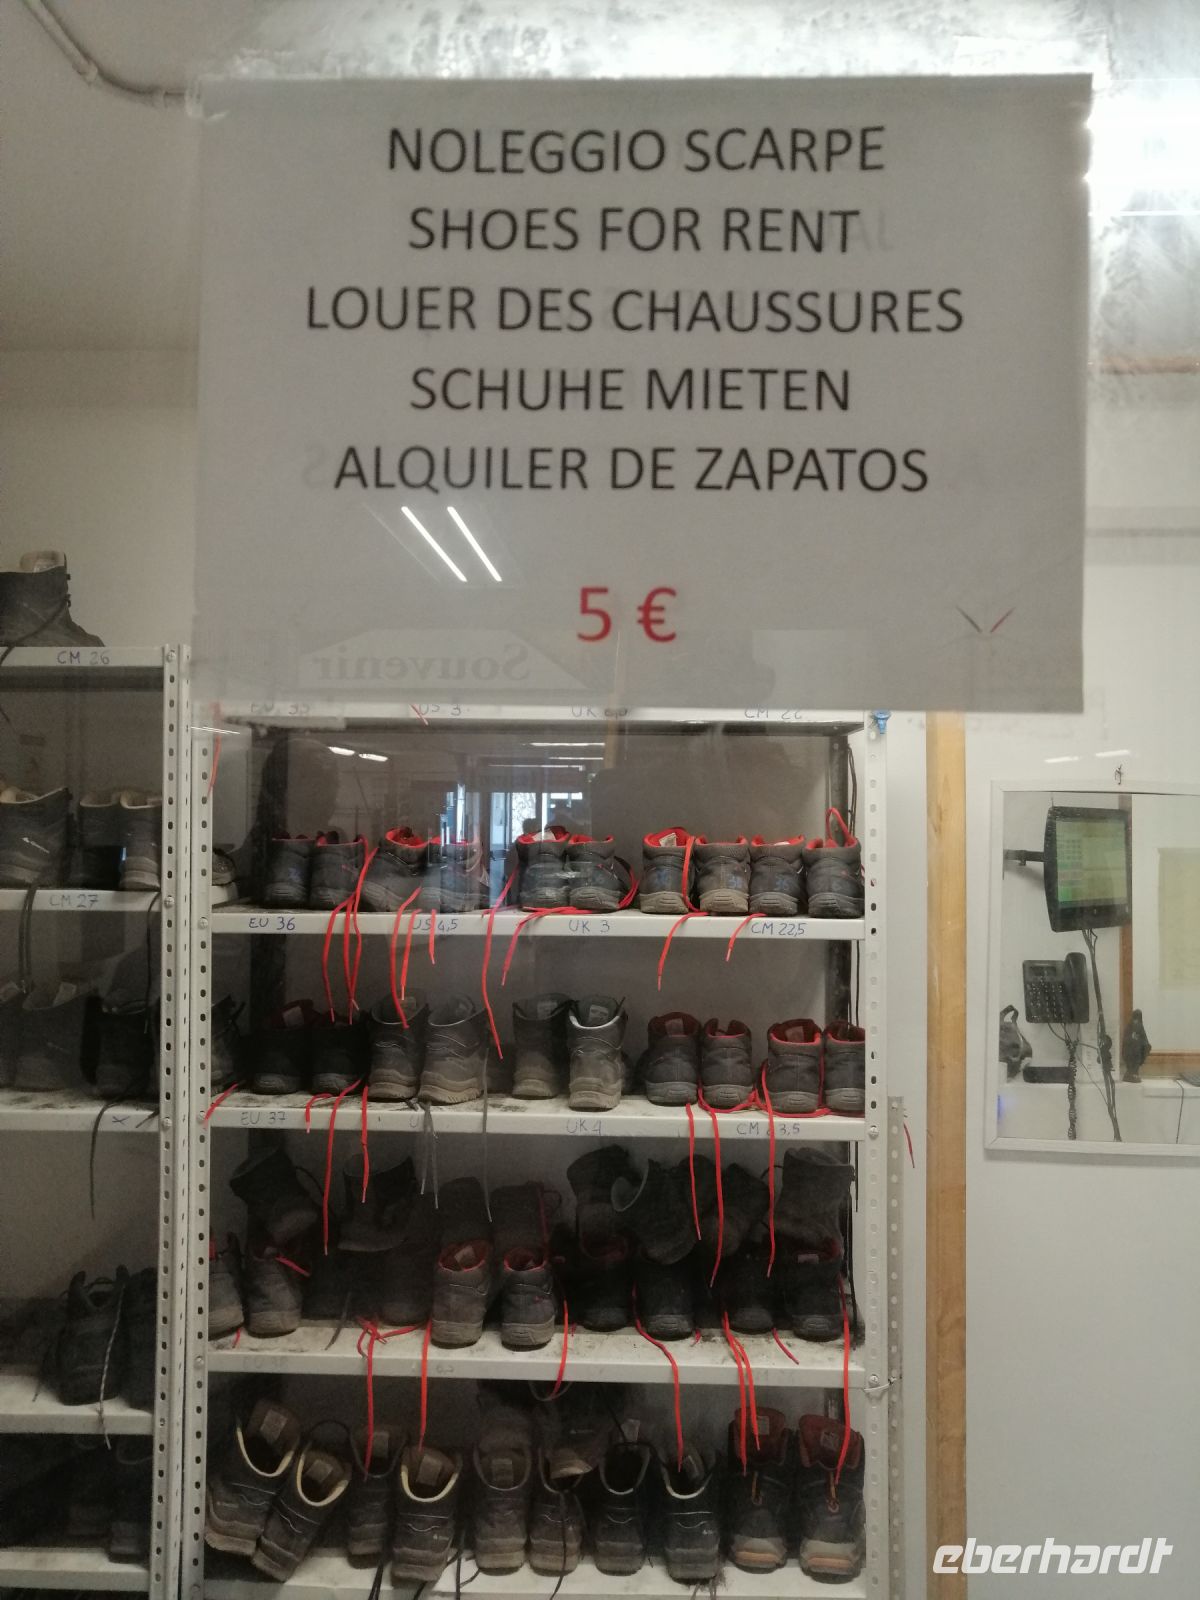 NOLEGGIO SCARPE
SHOES FOR RENT
LOUER DES CHAUSSURES
SCHUHE MIETEN
ALQUILER DE ZAPATOS
5 €
Souvenir
CM 26
CM 27
EU 36 US 4,5 UK 3 CM 22,5
EU 37 UK 4
eberhardt